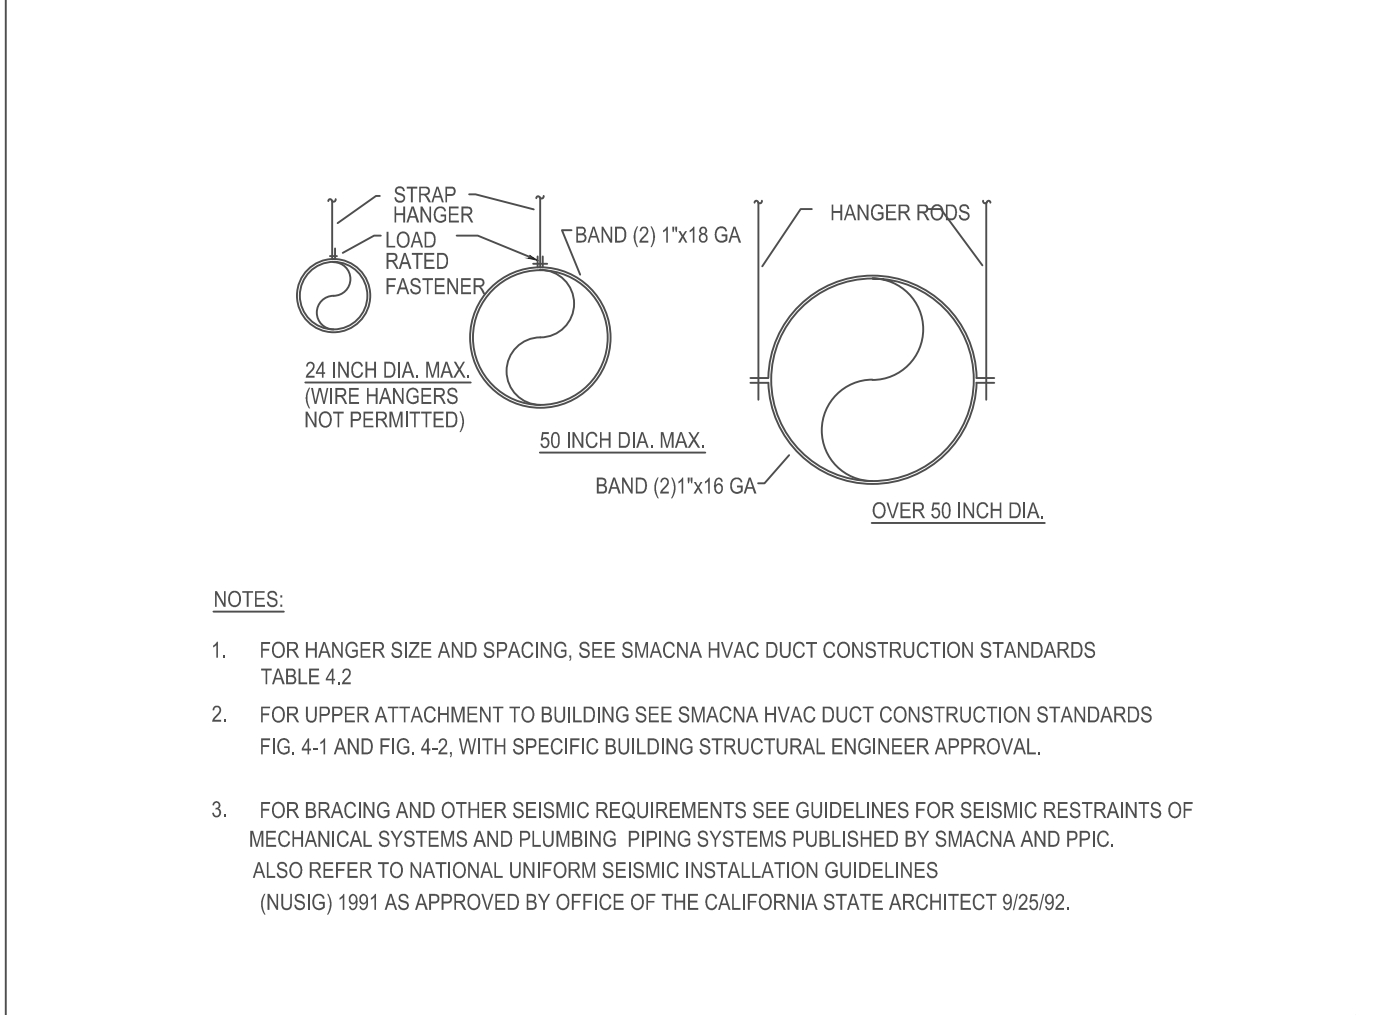 STRAP
HANGER
LOAD
RATED
FASTENER
BAND (2) 1"x18 GA
HANGER RODS
24 INCH DIA. MAX.
(WIRE HANGERS
NOT PERMITTED)
50 INCH DIA. MAX.
BAND (2)1"x16 GA
OVER 50 INCH DIA.
NOTES:
1. FOR HANGER SIZE AND SPACING, SEE SMACNA HVAC DUCT CONSTRUCTION STANDARDS
TABLE 4.2
2. FOR UPPER ATTACHMENT TO BUILDING SEE SMACNA HVAC DUCT CONSTRUCTION STANDARDS
FIG. 4-1 AND FIG. 4-2, WITH SPECIFIC BUILDING STRUCTURAL ENGINEER APPROVAL.
3. FOR BRACING AND OTHER SEISMIC REQUIREMENTS SEE GUIDELINES FOR SEISMIC RESTRAINTS OF
MECHANICAL SYSTEMS AND PLUMBING PIPING SYSTEMS PUBLISHED BY SMACNA AND PPIC.
ALSO REFER TO NATIONAL UNIFORM SEISMIC INSTALLATION GUIDELINES
(NUSIG) 1991 AS APPROVED BY OFFICE OF THE CALIFORNIA STATE ARCHITECT 9/25/92.